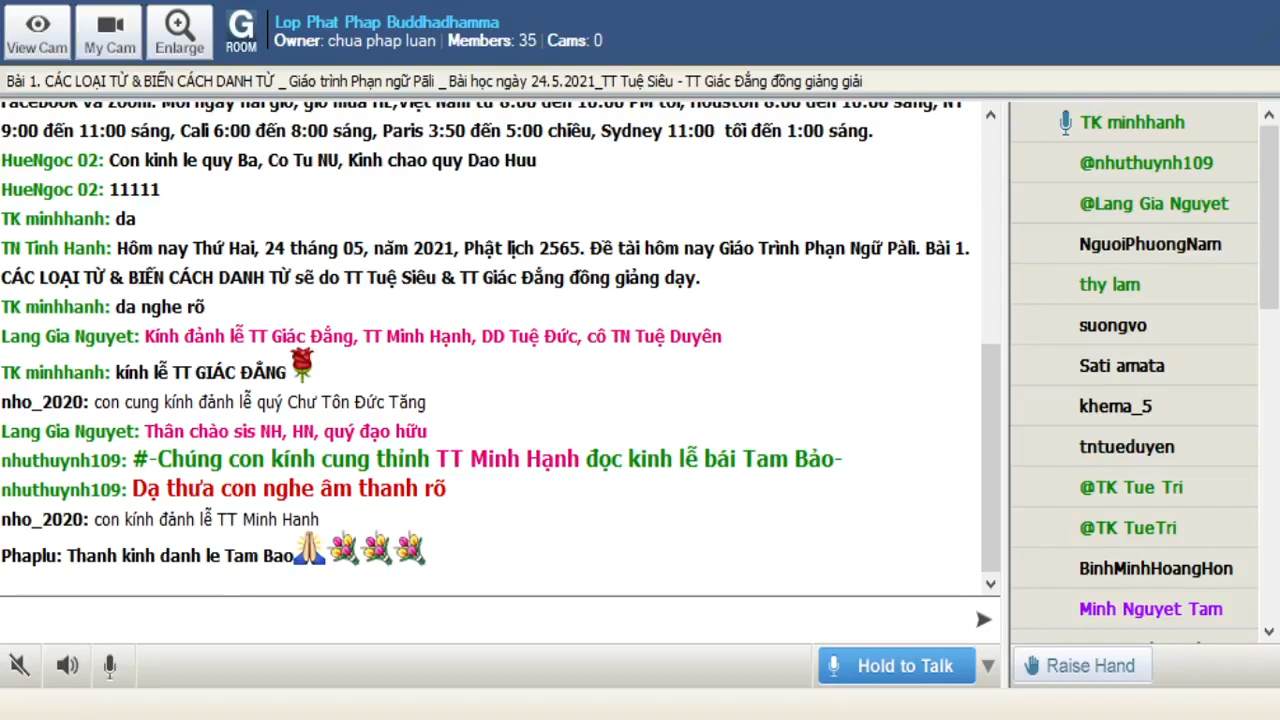 View Cam
My Cam
Enlarge
G
ROOM
Lop Phat Phap Buddhadhamma
Owner: chua phap luan | Members: 35 | Cams: 0
Bài 1. CÁC LOẠI TỪ & BIẾN CÁCH DANH TỪ _ Giáo trình Phạn ngữ Pāli _ Bài học ngày 24.5.2021_TT Tuệ Siêu - TT Giác Đẳng đồng giảng giải
9:00 đến 11:00 sáng, Cali 6:00 đến 8:00 sáng, Paris 3:50 đến 5:00 chiều, Sydney 11:00 tối đến 1:00 sáng.
HueNgoc 02: Con kinh le quy Ba, Co Tu NU, Kinh chao quy Dao Huu
HueNgoc 02: 11111
TK minhhanh: da
TN Tinh Hanh: Hôm nay Thứ Hai, 24 tháng 05, năm 2021, Phật lịch 2565. Đề tài hôm nay Giáo Trình Phạn Ngữ Pàli. Bài 1.
CÁC LOẠI TỪ & BIẾN CÁCH DANH TỪ sẽ do TT Tuệ Siêu & TT Giác Đẳng đồng giảng dạy.
TK minhhanh: da nghe rõ
Lang Gia Nguyet: Kính đảnh lễ TT Giác Đẳng, TT Minh Hạnh, DD Tuệ Đức, cô TN Tuệ Duyên
TK minhhanh: kính lễ TT GIÁC ĐẲNG
nho_2020: con cung kính đảnh lễ quý Chư Tôn Đức Tăng
Lang Gia Nguyet: Thân chào sis NH, HN, quý đạo hữu
nhuthuynh109: #-Chúng con kính cung thỉnh TT Minh Hạnh đọc kinh lễ bái Tam Bảo-
nhuthuynh109: Dạ thưa con nghe âm thanh rõ
nho_2020: con kính đảnh lễ TT Minh Hanh
Phaplu: Thanh kinh danh le Tam Bao
TK minhhanh
@nhuthuynh109
@Lang Gia Nguyet
NguoiPhuongNam
thy lam
suongvo
Sati amata
khema_5
tntueduyen
@TK Tue Tri
@TK TueTri
BinhMinhHoangHon
Minh Nguyet Tam
Hold to Talk
Raise Hand